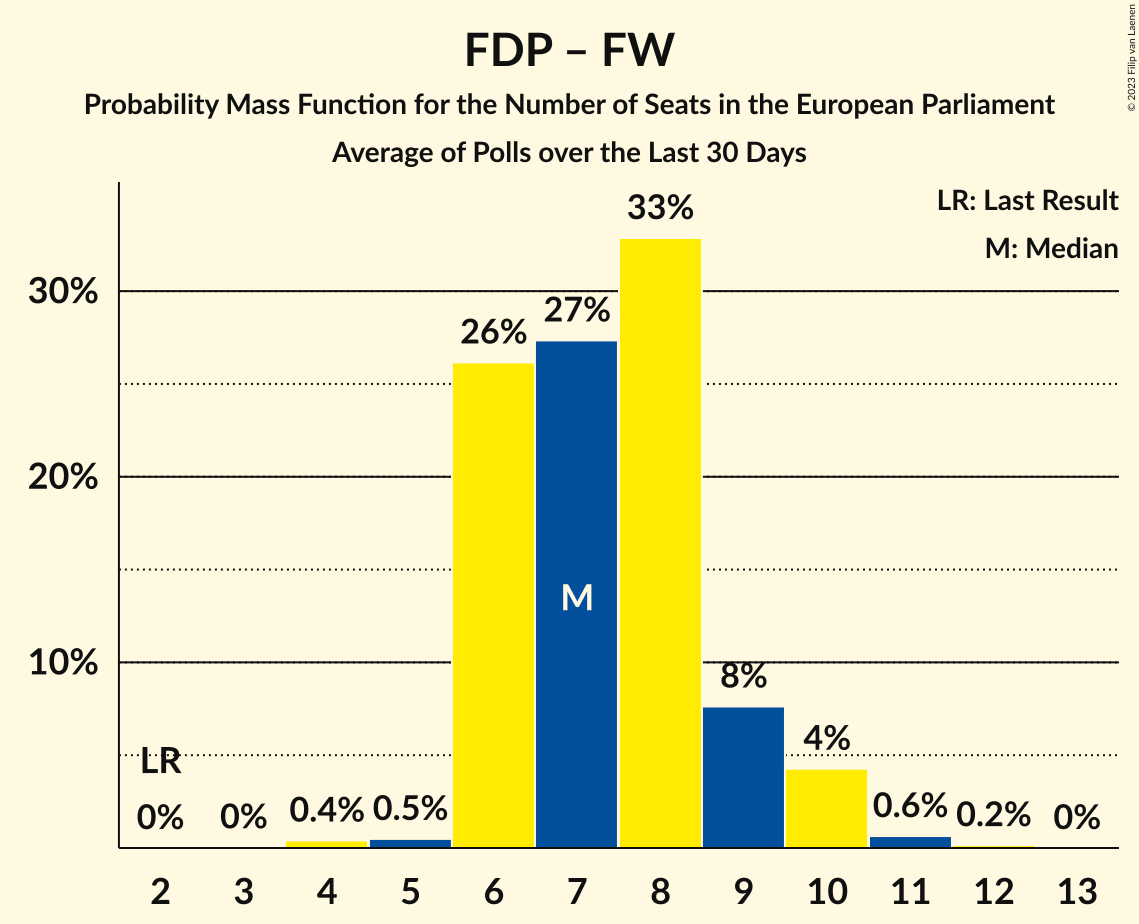 FDP – FW
Probability Mass Function for the Number of Seats in the European Parliament
Average of Polls over the Last 30 Days
© 2023 Filip van Laenen
LR: Last Result
M: Median
30%
20%
10%
LR
0%
0%
0.4%
0.5%
26%
27%
33%
8%
4%
0.6%
0.2%
0%
M
2 3 4 5 6 7 8 9 10 11 12 13